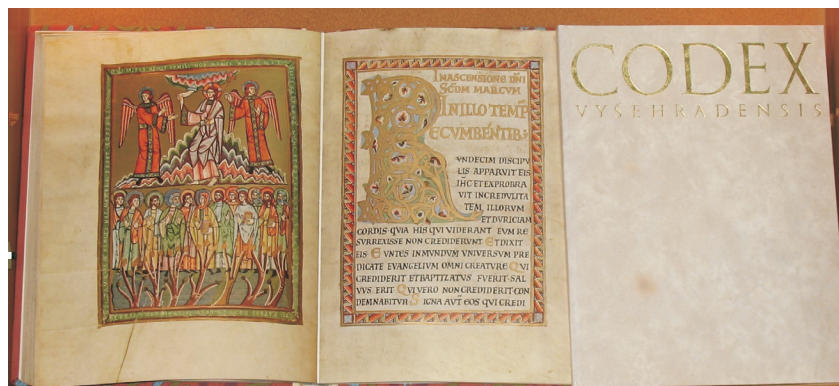 IN ASCENSIONE DNI
SCDM MARCVM
R IN ILLO TEMP
ECVMBENTIB;
VNDECIM DISCIPV
LIS APPARVIT EIS
IHC ET EXPROBRA
VIT INCREDVLITA
TEM ILLORVM
ET DVRICIAM
CORDIS QVIA HIS QVI VIDERANT EVM RE
SVRREXISSE NON CREDIDERVNT ET DIXIT
EIS EVNTES IN MVNDVM VNIVERSVM PRE
DICATE EVANGELIVM OMNI CREATVRE QVI
CREDIDERIT ET BAPTIZATVS FVERIT SAL
VVS ERIT QVI VERO NON CREDIDERIT CON
DEMNABITVR SIGNA AVT EOS QVI CREDI
CODEX
VYŠEHRADENSIS